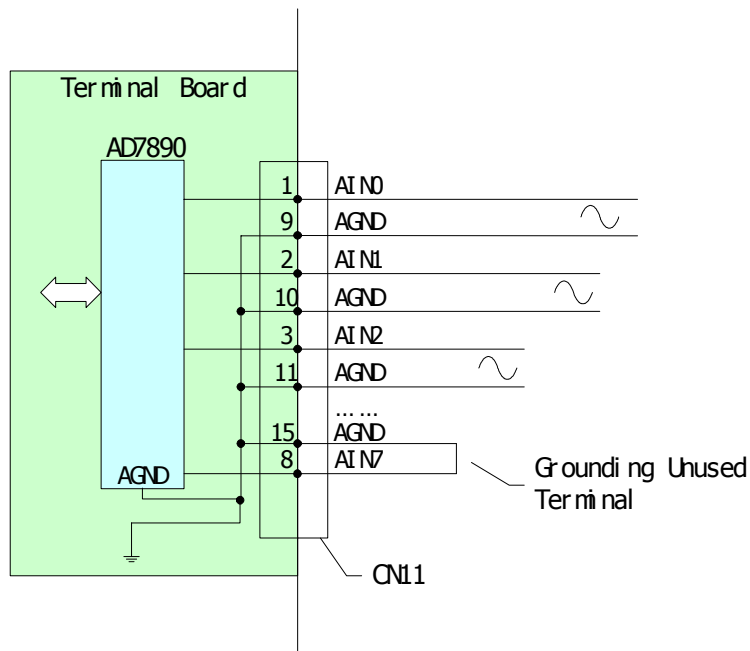 Terminal Board
AD7890
1 AIN0
9 AGND
2 AIN1
10 AGND
3 AIN2
11 AGND
......
15 AGND
8 AIN7
AGND
Grounding Unused
Terminal
CN11